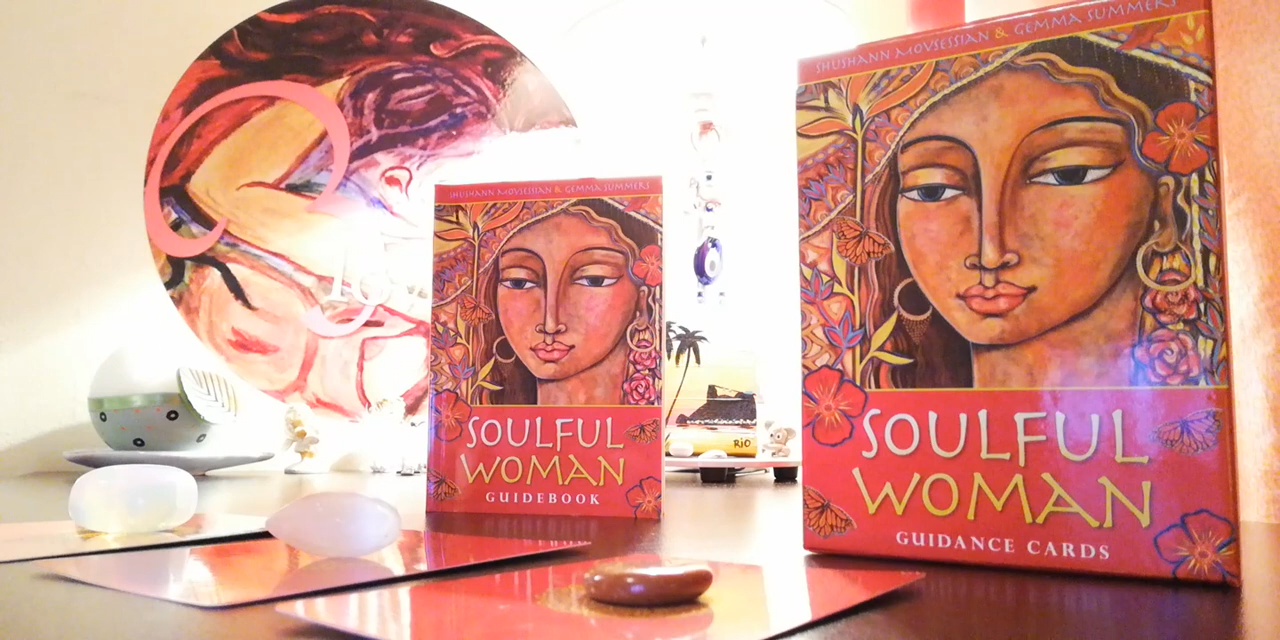 SHUSHANN MOVSESSIAN & GEMMA SUMMERS
SOULFUL
WOMAN
GUIDEBOOK
RIO
SHUSHANN MOVSESSIAN & GEMMA SUMMERS
SOULFUL
WOMAN
GUIDANCE CARDS